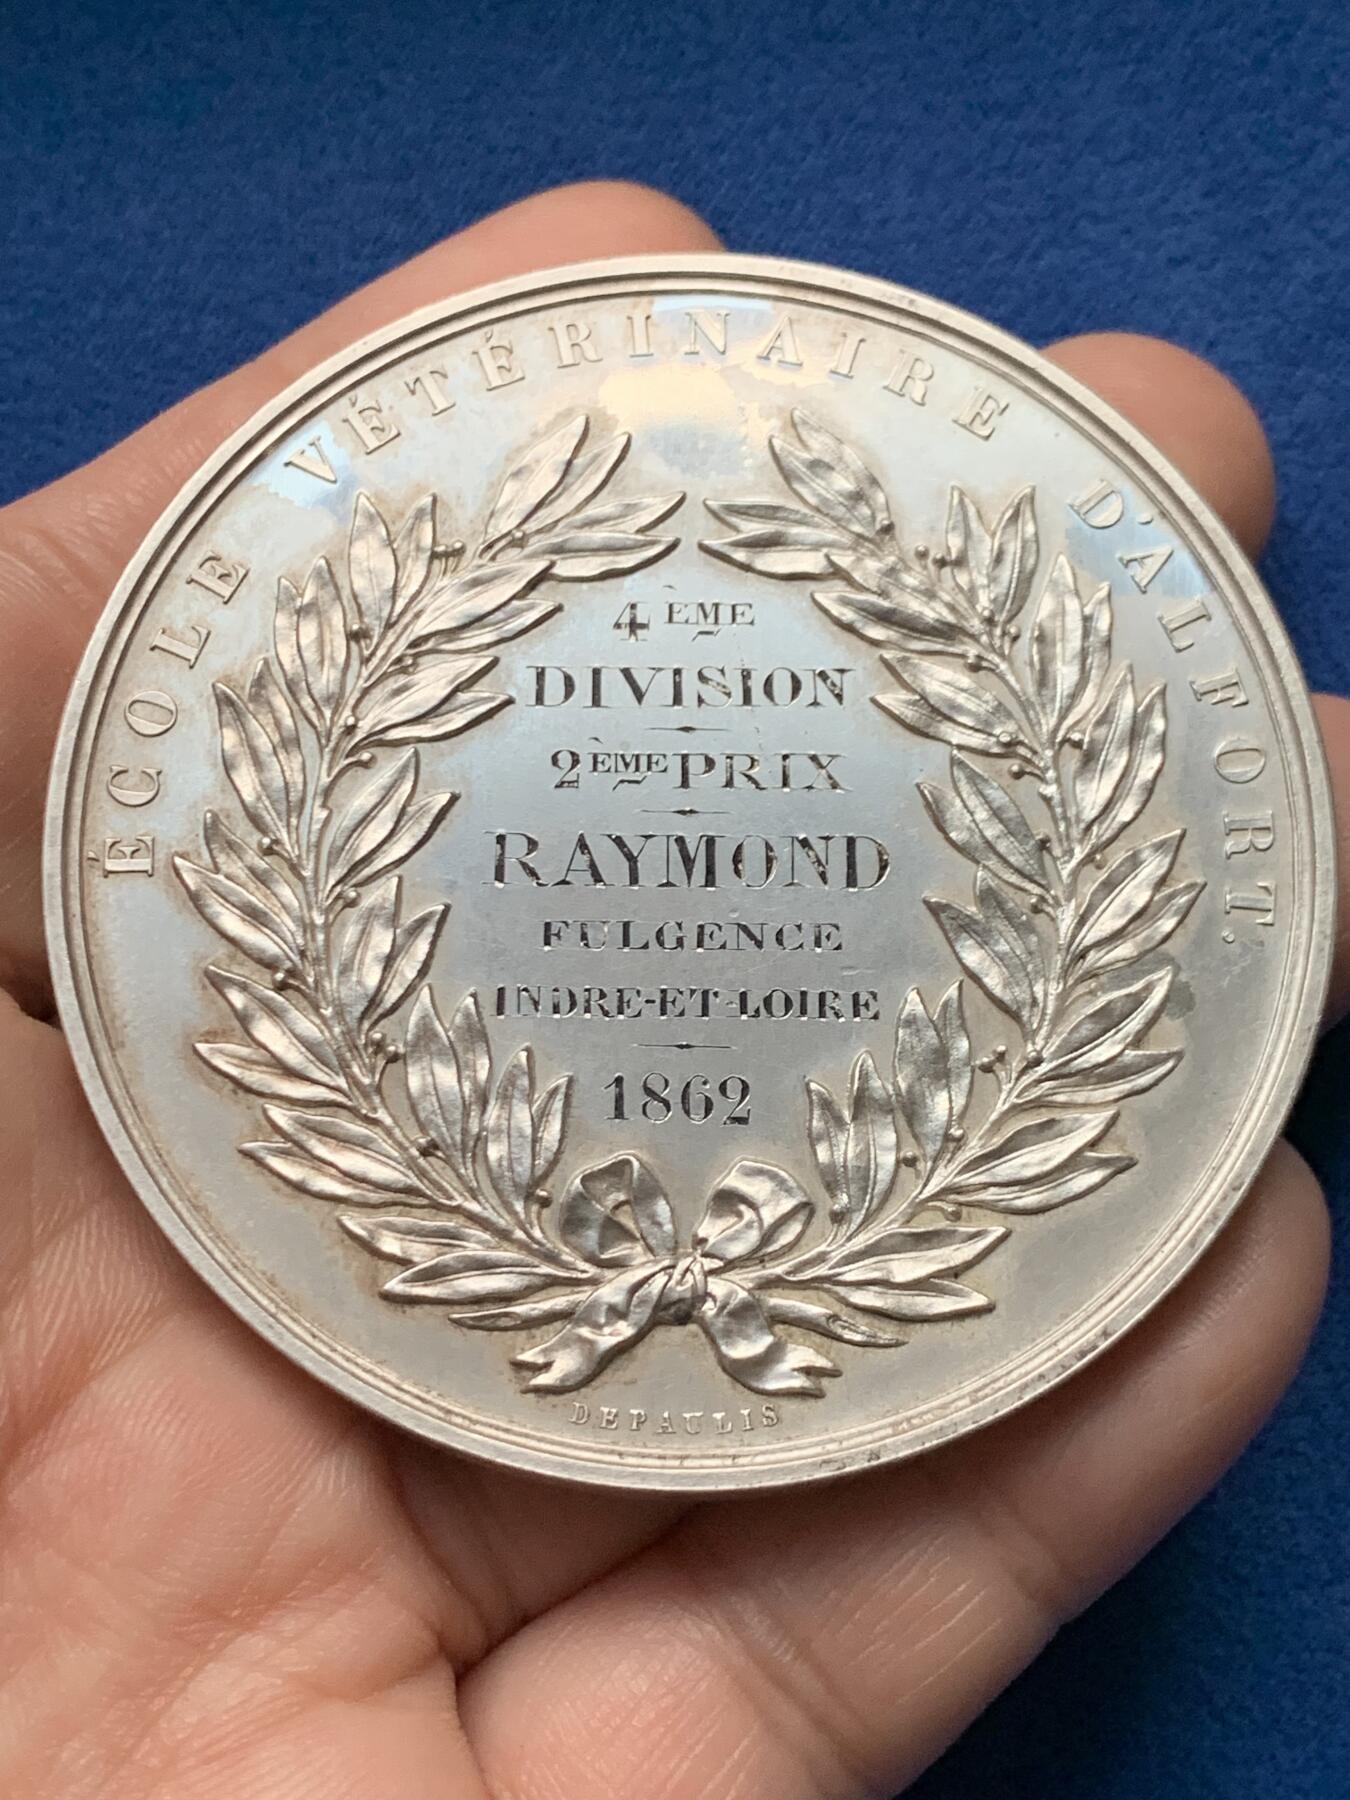 ÉCOLE VÉTÉRINAIRE D'ALFORT.
4ÈME
DIVISION
2ÈME PRIX
RAYMOND
FULGENCE
INDRE-ET-LOIRE
1862
DEPAULIS